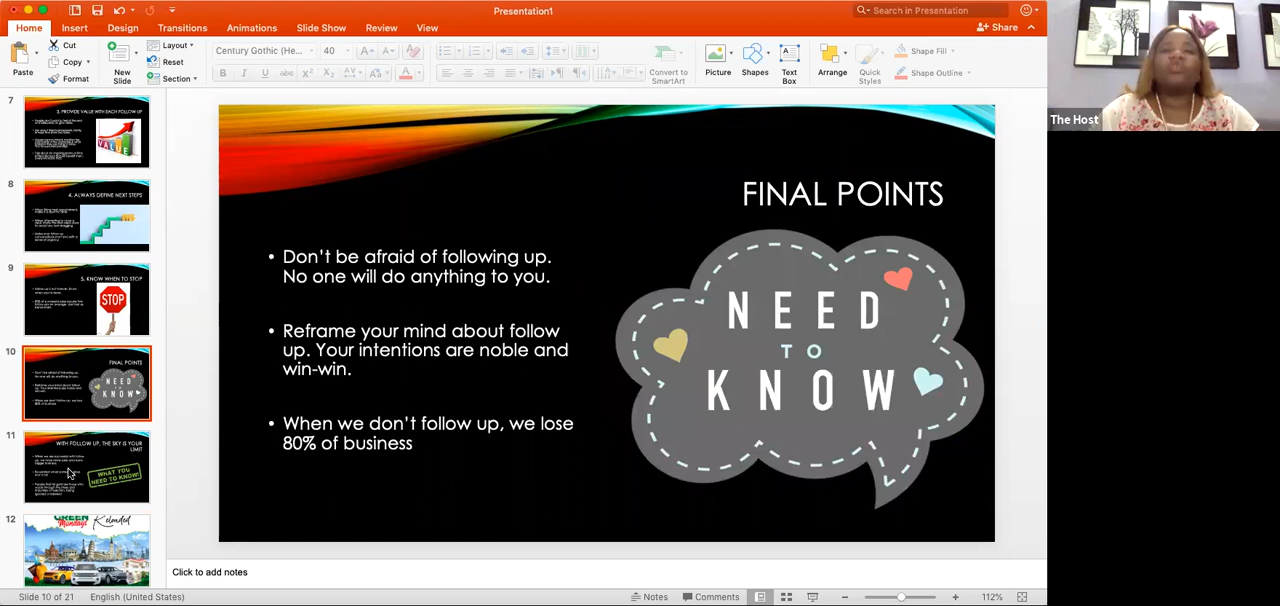 Presentation1
Search in Presentation
Home
Insert
Design
Transitions
Animations
Slide Show
Review
View
Share
Paste
Cut
Copy
Format
New
Slide
Layout
Reset
Section
Century Gothic (He...
40
Convert to
SmartArt
Picture
Shapes
Text
Box
Arrange
Quick
Styles
Shape Fill
Shape Outline
The Host
7
3. PROVIDE VALUE WITH EACH FOLLOW UP
VALUE
8
4. ALWAYS DEFINE NEXT STEPS
9
5. KNOW WHEN TO STOP
STOP
10
FINAL POINTS
NEED
TO
KNOW
11
WITH FOLLOW UP, THE SKY IS YOUR
LIMIT
WHAT YOU
NEED TO KNOW!
12
GREEN
Mondays Reloaded
FINAL POINTS
• Don't be afraid of following up.
No one will do anything to you.
• Reframe your mind about follow
up. Your intentions are noble and
win-win.
• When we don't follow up, we lose
80% of business
NEED
TO
KNOW
Click to add notes
Slide 10 of 21
English (United States)
Notes
Comments
112%